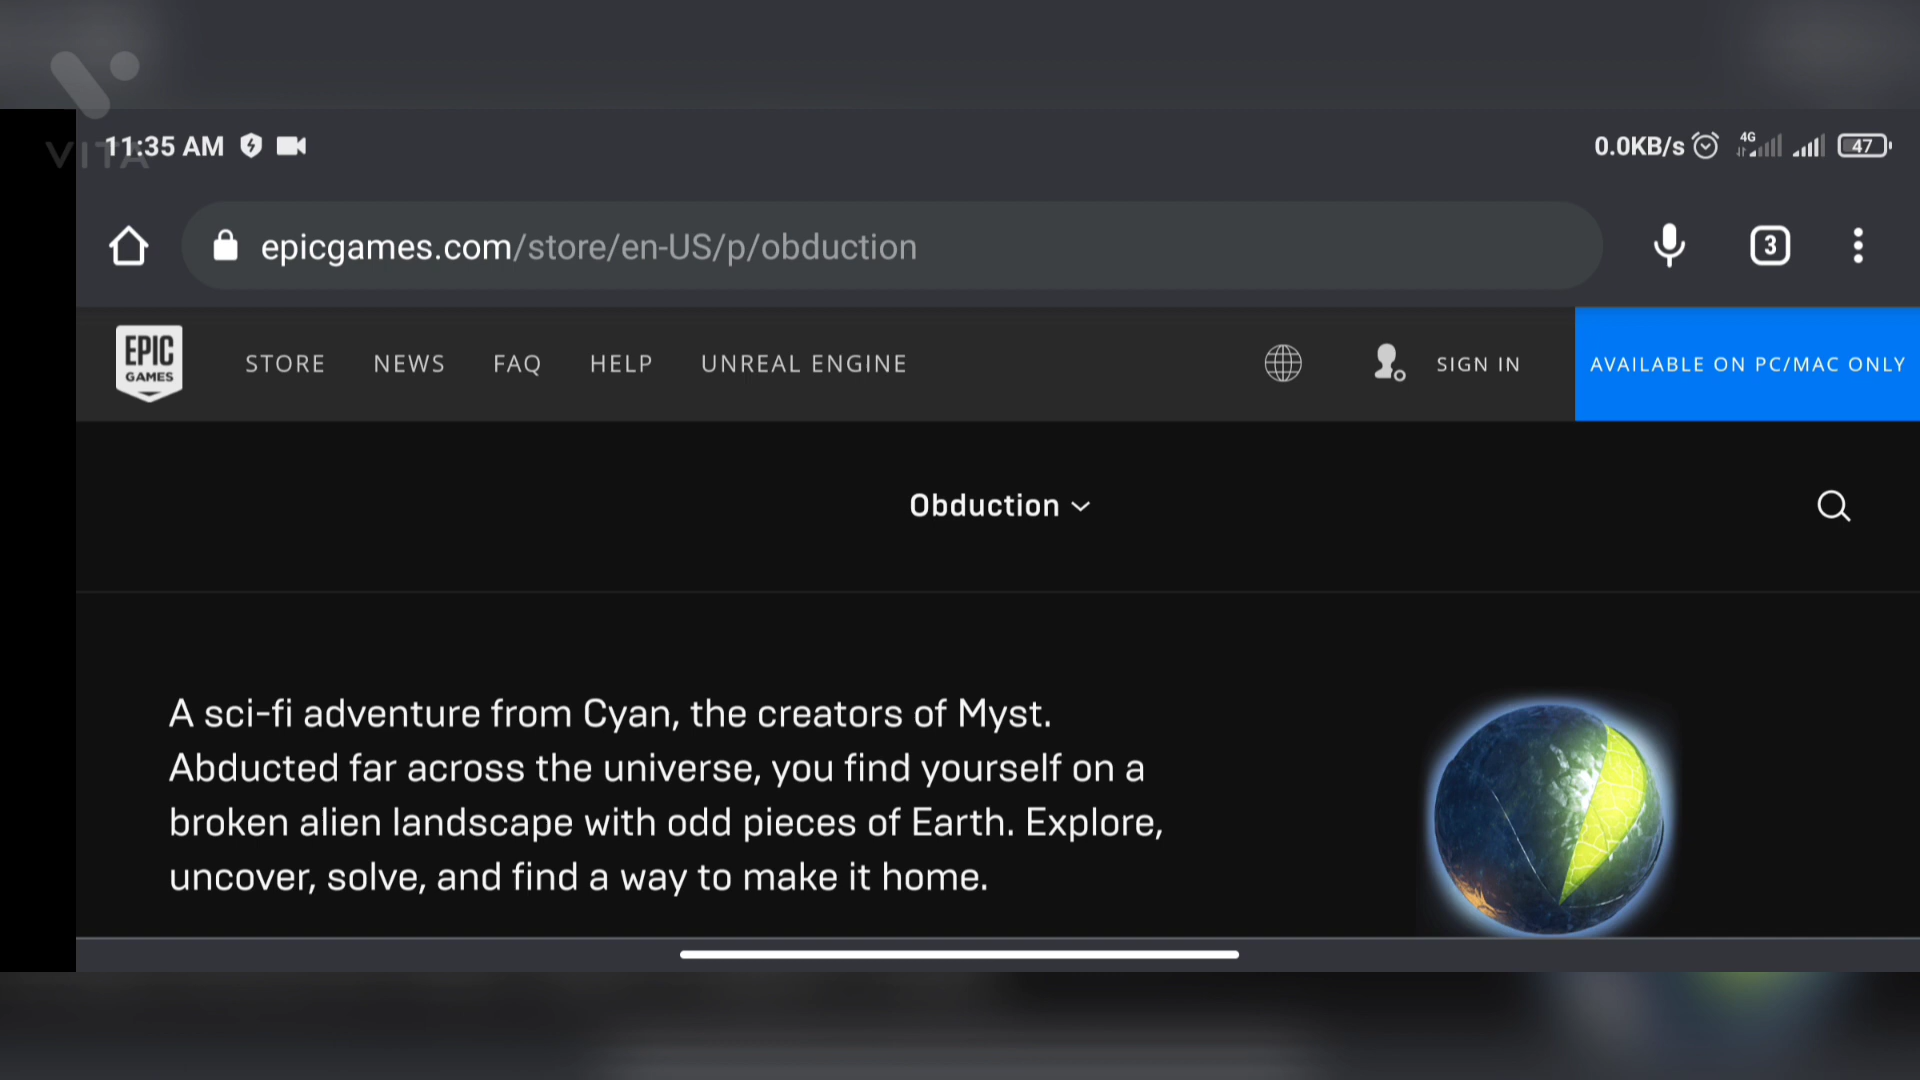 VITA
11:35 AM
0.0KB/s 4G 47
epicgames.com/store/en-US/p/obduction
3
EPIC
GAMES
STORE NEWS FAQ HELP UNREAL ENGINE
SIGN IN
AVAILABLE ON PC/MAC ONLY
Obduction
A sci-fi adventure from Cyan, the creators of Myst.
Abducted far across the universe, you find yourself on a
broken alien landscape with odd pieces of Earth. Explore,
uncover, solve, and find a way to make it home.